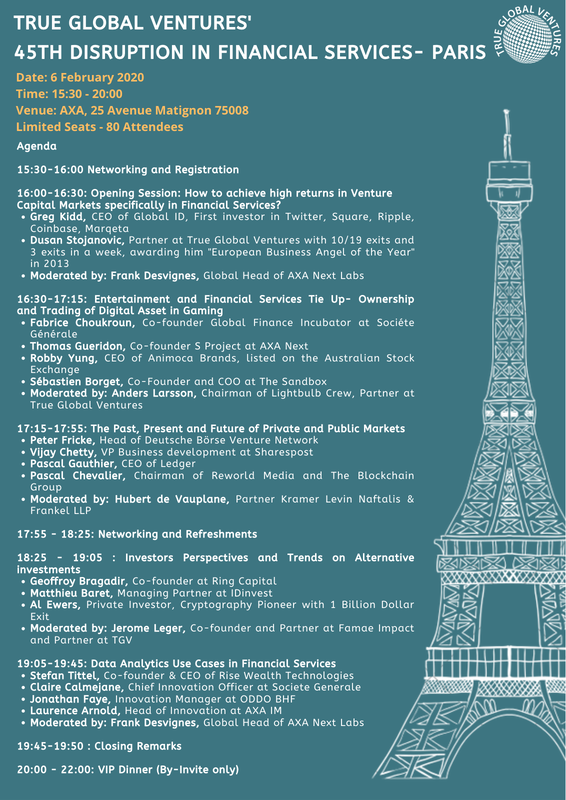 TRUE GLOBAL VENTURES'
45TH DISRUPTION IN FINANCIAL SERVICES- PARIS
TRUE GLOBAL VENTURES
Date: 6 February 2020
Time: 15:30 - 20:00
Venue: AXA, 25 Avenue Matignon 75008
Limited Seats - 80 Attendees
Agenda
15:30-16:00 Networking and Registration
16:00-16:30: Opening Session: How to achieve high returns in Venture
Capital Markets specifically in Financial Services?
• Greg Kidd, CEO of Global ID, First investor in Twitter, Square, Ripple,
Coinbase, Marqeta
• Dusan Stojanovic, Partner at True Global Ventures with 10/19 exits and
3 exits in a week, awarding him "European Business Angel of the Year"
in 2013
• Moderated by: Frank Desvignes, Global Head of AXA Next Labs
16:30-17:15: Entertainment and Financial Services Tie Up- Ownership
and Trading of Digital Asset in Gaming
• Fabrice Choukroun, Co-founder Global Finance Incubator at Sociéte
Générale
• Thomas Gueridon, Co-founder S Project at AXA Next
• Robby Yung, CEO of Animoca Brands, listed on the Australian Stock
Exchange
• Sébastien Borget, Co-Founder and COO at The Sandbox
• Moderated by: Anders Larsson, Chairman of Lightbulb Crew, Partner at
True Global Ventures
17:15-17:55: The Past, Present and Future of Private and Public Markets
• Peter Fricke, Head of Deutsche Börse Venture Network
• Vijay Chetty, VP Business development at Sharespost
• Pascal Gauthier, CEO of Ledger
• Pascal Chevalier, Chairman of Reworld Media and The Blockchain
Group
• Moderated by: Hubert de Vauplane, Partner Kramer Levin Naftalis &
Frankel LLP
17:55 - 18:25: Networking and Refreshments
18:25 - 19:05 : Investors Perspectives and Trends on Alternative
investments
• Geoffroy Bragadir, Co-founder at Ring Capital
• Matthieu Baret, Managing Partner at IDinvest
• Al Ewers, Private Investor, Cryptography Pioneer with 1 Billion Dollar
Exit
• Moderated by: Jerome Leger, Co-founder and Partner at Famae Impact
and Partner at TGV
19:05-19:45: Data Analytics Use Cases in Financial Services
• Stefan Tittel, Co-founder & CEO of Rise Wealth Technologies
• Claire Calmejane, Chief Innovation Officer at Societe Generale
• Jonathan Faye, Innovation Manager at ODDO BHF
• Laurence Arnold, Head of Innovation at AXA IM
• Moderated by: Frank Desvignes, Global Head of AXA Next Labs
19:45-19:50 : Closing Remarks
20:00 - 22:00: VIP Dinner (By-Invite only)